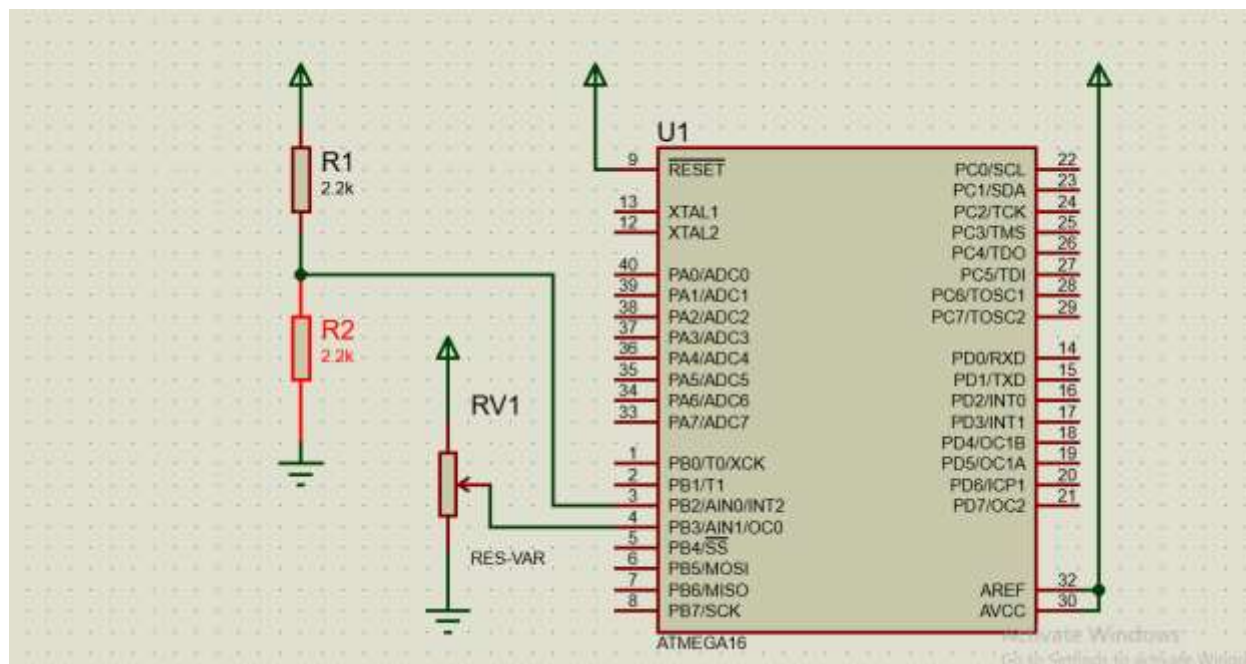 R1
2.2k
R2
2.2k
RV1
RES-VAR
U1
9 RESET
13 XTAL1
12 XTAL2
40 PA0/ADC0
39 PA1/ADC1
38 PA2/ADC2
37 PA3/ADC3
36 PA4/ADC4
35 PA5/ADC5
34 PA6/ADC6
33 PA7/ADC7
1 PB0/T0/XCK
2 PB1/T1
3 PB2/AIN0/INT2
4 PB3/AIN1/OC0
5 PB4/SS
6 PB5/MOSI
7 PB6/MISO
8 PB7/SCK
PC0/SCL 22
PC1/SDA 23
PC2/TCK 24
PC3/TMS 25
PC4/TDO 26
PC5/TDI 27
PC6/TOSC1 28
PC7/TOSC2 29
PD0/RXD 14
PD1/TXD 15
PD2/INT0 16
PD3/INT1 17
PD4/OC1B 18
PD5/OC1A 19
PD6/ICP1 20
PD7/OC2 21
AREF 32
AVCC 30
ATMEGA16
Activate Windows
Go to Settings to activate Windows